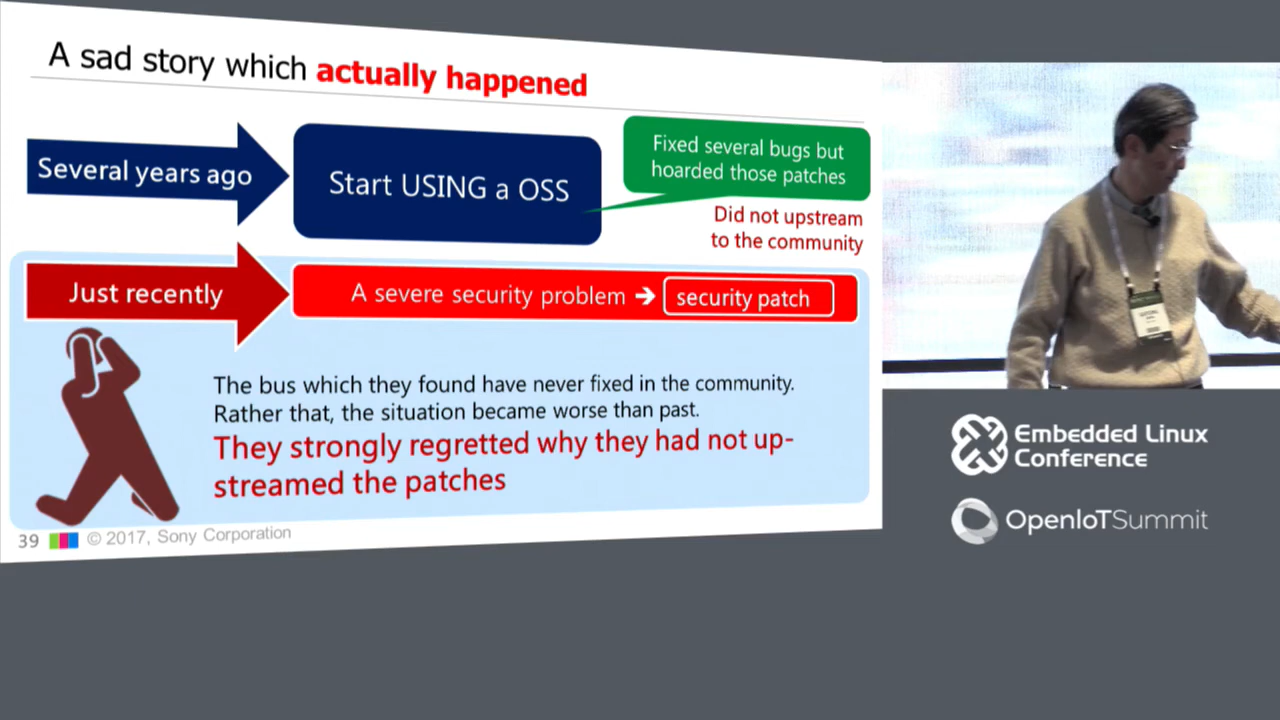 A sad story which actually happened
Several years ago
Start USING a OSS
Fixed several bugs but
hoarded those patches
Did not upstream
to the community
Just recently
A severe security problem → security patch
The bus which they found have never fixed in the community.
Rather that, the situation became worse than past.
They strongly regretted why they had not up-
streamed the patches
39 © 2017, Sony Corporation
Embedded Linux
Conference
OpenIoTSummit